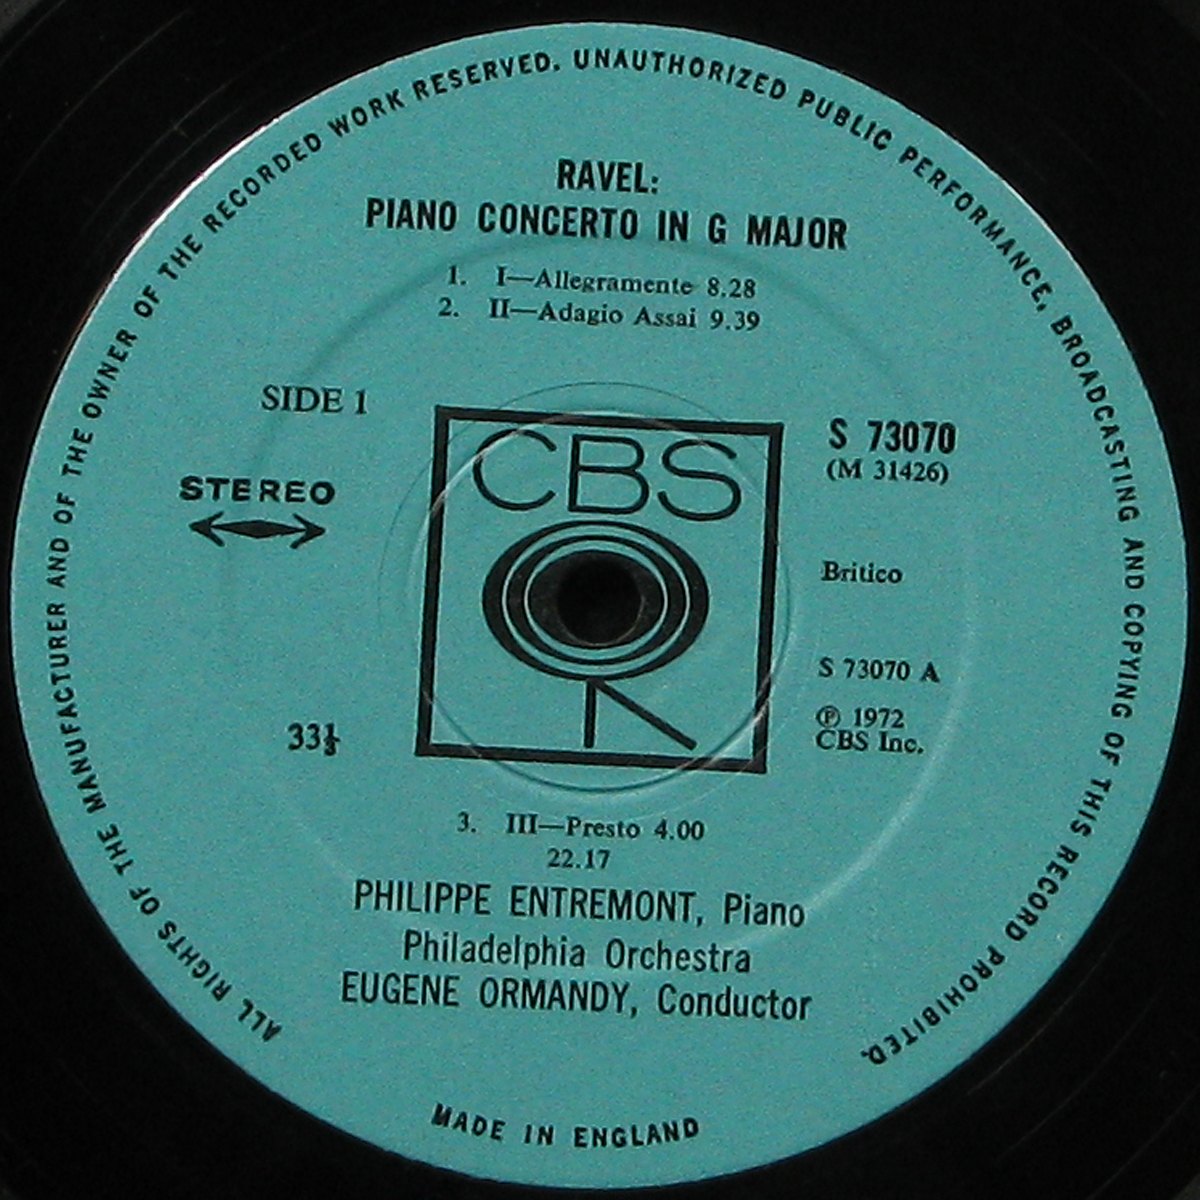 ALL RIGHTS OF THE MANUFACTURER AND OF THE OWNER OF THE RECORDED WORK RESERVED. UNAUTHORIZED PUBLIC PERFORMANCE, BROADCASTING AND COPYING OF THIS RECORD PROHIBITED.
RAVEL:
PIANO CONCERTO IN G MAJOR
1. I—Allegramente 8.28
2. II—Adagio Assai 9.39
SIDE 1
STEREO
33⅓
CBS
S 73070
(M 31426)
Britico
S 73070 A
℗ 1972
CBS Inc.
3. III—Presto 4.00
22.17
PHILIPPE ENTREMONT, Piano
Philadelphia Orchestra
EUGENE ORMANDY, Conductor
MADE IN ENGLAND